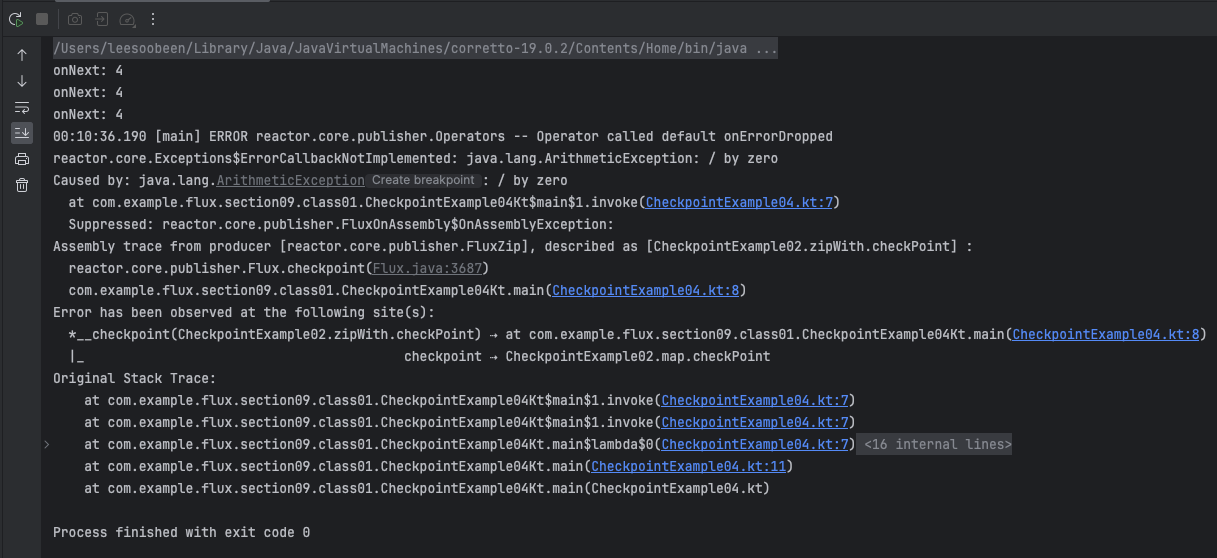 /Users/leesoobeen/Library/Java/JavaVirtualMachines/corretto-19.0.2/Contents/Home/bin/java ...
onNext: 4
onNext: 4
onNext: 4
00:10:36.190 [main] ERROR reactor.core.publisher.Operators -- Operator called default onErrorDropped
reactor.core.Exceptions$ErrorCallbackNotImplemented: java.lang.ArithmeticException: / by zero
Caused by: java.lang.ArithmeticException Create breakpoint : / by zero
  at com.example.flux.section09.class01.CheckpointExample04Kt$main$1.invoke(CheckpointExample04.kt:7)
  Suppressed: reactor.core.publisher.FluxOnAssembly$OnAssemblyException:
Assembly trace from producer [reactor.core.publisher.FluxZip], described as [CheckpointExample02.zipWith.checkPoint] :
  reactor.core.publisher.Flux.checkpoint(Flux.java:3687)
  com.example.flux.section09.class01.CheckpointExample04Kt.main(CheckpointExample04.kt:8)
Error has been observed at the following site(s):
  *__checkpoint(CheckpointExample02.zipWith.checkPoint) ⇢ at com.example.flux.section09.class01.CheckpointExample04Kt.main(CheckpointExample04.kt:8)
  |_                                         checkpoint ⇢ CheckpointExample02.map.checkPoint
Original Stack Trace:
    at com.example.flux.section09.class01.CheckpointExample04Kt$main$1.invoke(CheckpointExample04.kt:7)
    at com.example.flux.section09.class01.CheckpointExample04Kt$main$1.invoke(CheckpointExample04.kt:7)
    at com.example.flux.section09.class01.CheckpointExample04Kt.main$lambda$0(CheckpointExample04.kt:7) <16 internal lines>
    at com.example.flux.section09.class01.CheckpointExample04Kt.main(CheckpointExample04.kt:11)
    at com.example.flux.section09.class01.CheckpointExample04Kt.main(CheckpointExample04.kt)
Process finished with exit code 0